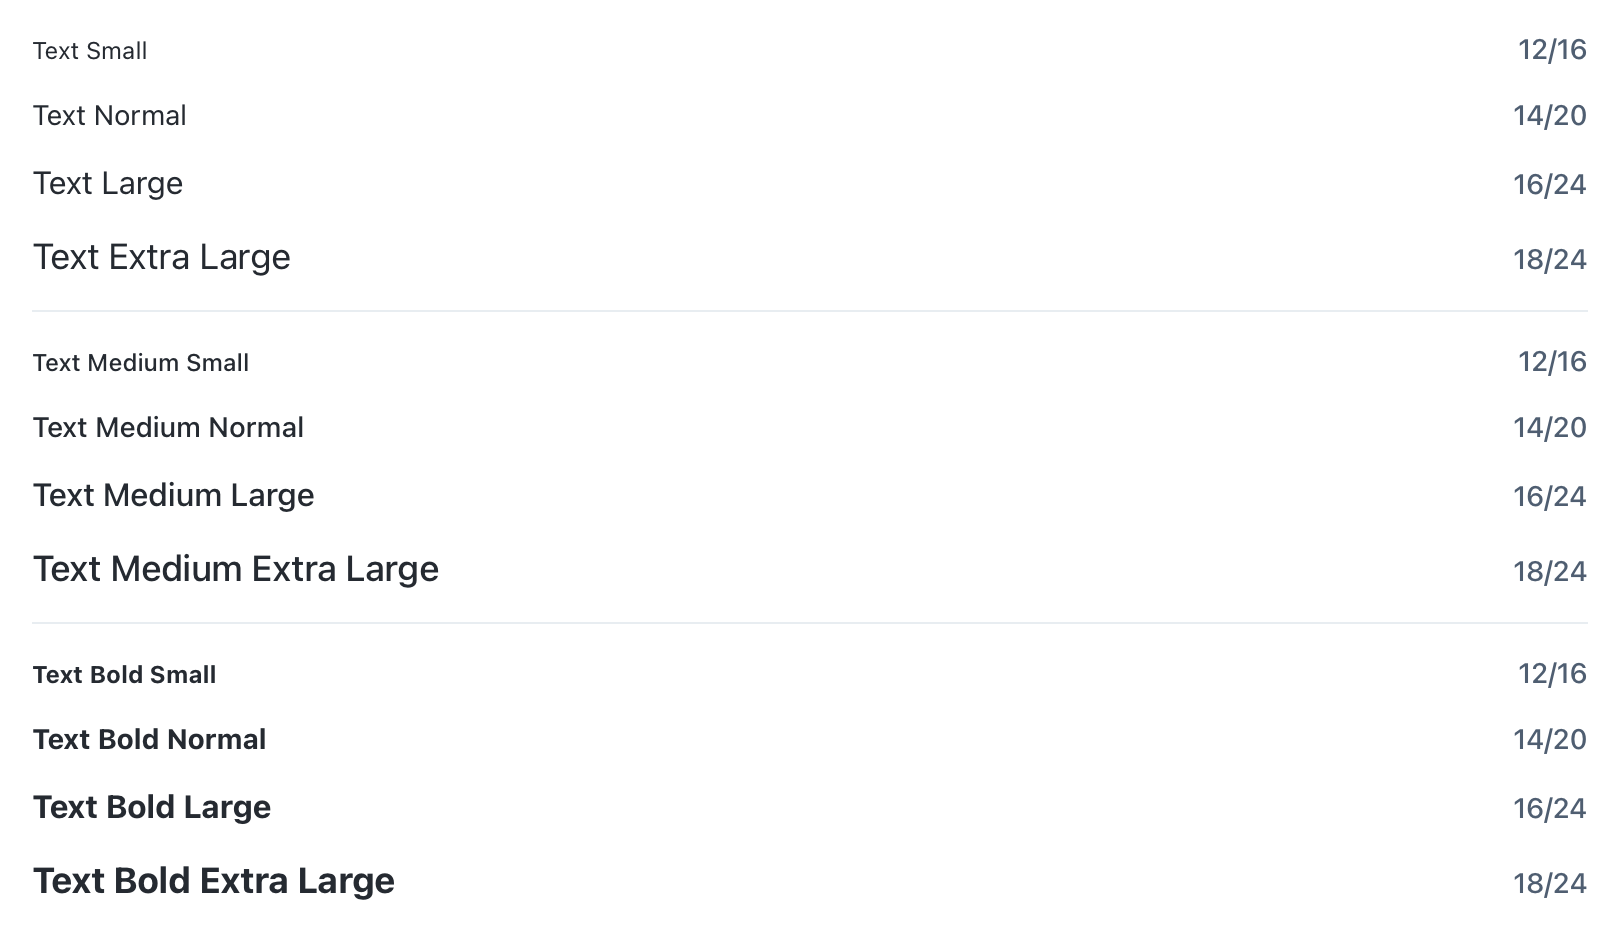 Text Small 12/16
Text Normal 14/20
Text Large 16/24
Text Extra Large 18/24
Text Medium Small 12/16
Text Medium Normal 14/20
Text Medium Large 16/24
Text Medium Extra Large 18/24
Text Bold Small 12/16
Text Bold Normal 14/20
Text Bold Large 16/24
Text Bold Extra Large 18/24